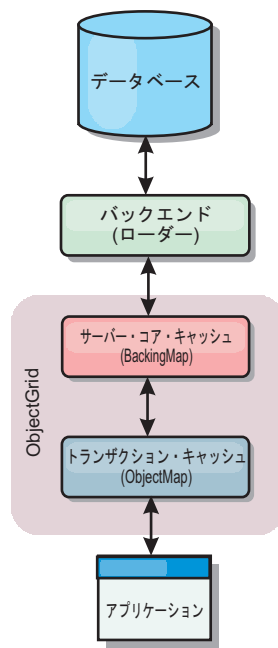 データベース
バックエンド
(ローダー)
サーバー・コア・キャッシュ
(BackingMap)
ObjectGrid
トランザクション・キャッシュ
(ObjectMap)
アプリケーション